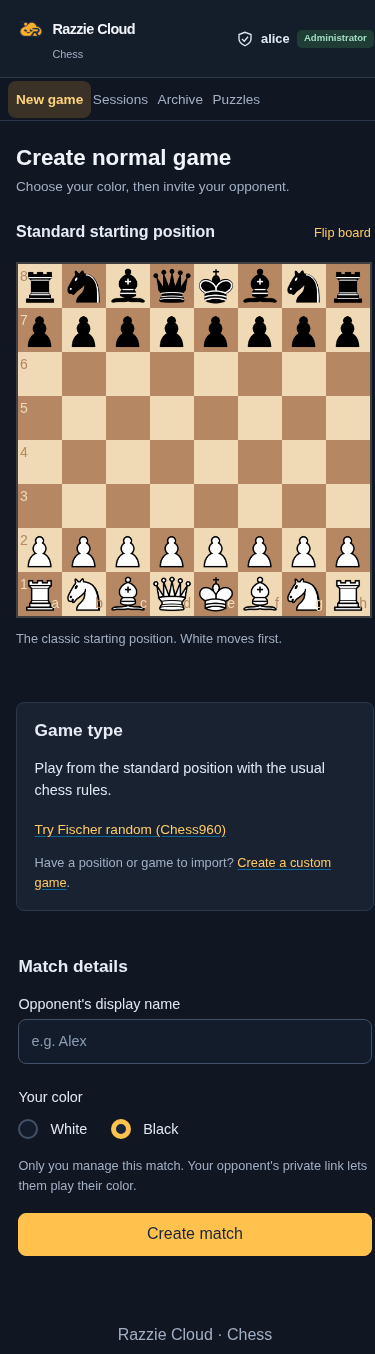 Razzie Cloud
Chess
alice Administrator
New game Sessions Archive Puzzles
Create normal game
Choose your color, then invite your opponent.
Standard starting position Flip board
8
7
6
5
4
3
2
1
a b c d e f g h
The classic starting position. White moves first.
Game type
Play from the standard position with the usual
chess rules.
Try Fischer random (Chess960)
Have a position or game to import? Create a custom
game.
Match details
Opponent's display name
e.g. Alex
Your color
White Black
Only you manage this match. Your opponent's private link lets
them play their color.
Create match
Razzie Cloud · Chess